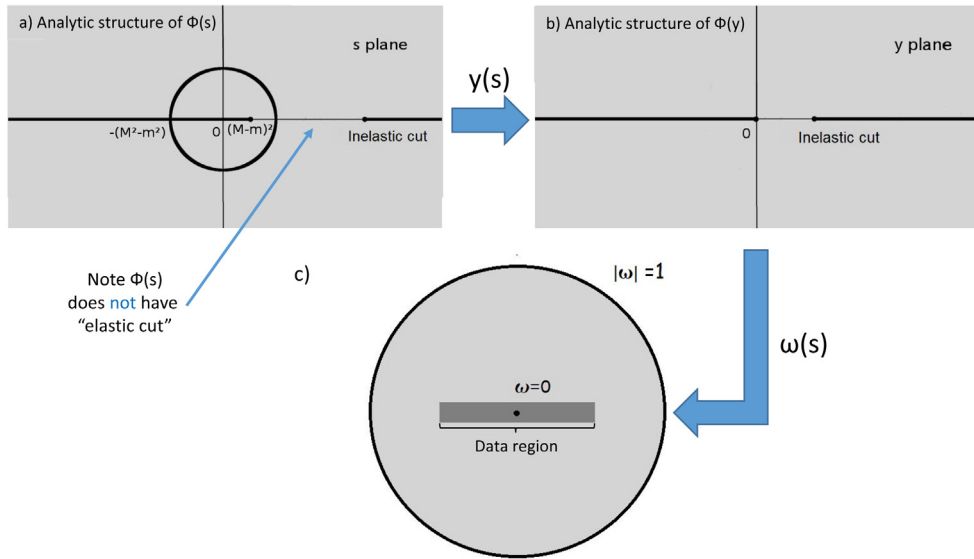 a) Analytic structure of Φ(s)
s plane
-(M²-m²)
0
(M-m)²
Inelastic cut
y(s)
b) Analytic structure of Φ(y)
y plane
0
Inelastic cut
Note Φ(s)
does not have
“elastic cut”
c)
|ω| =1
ω=0
Data region
ω(s)